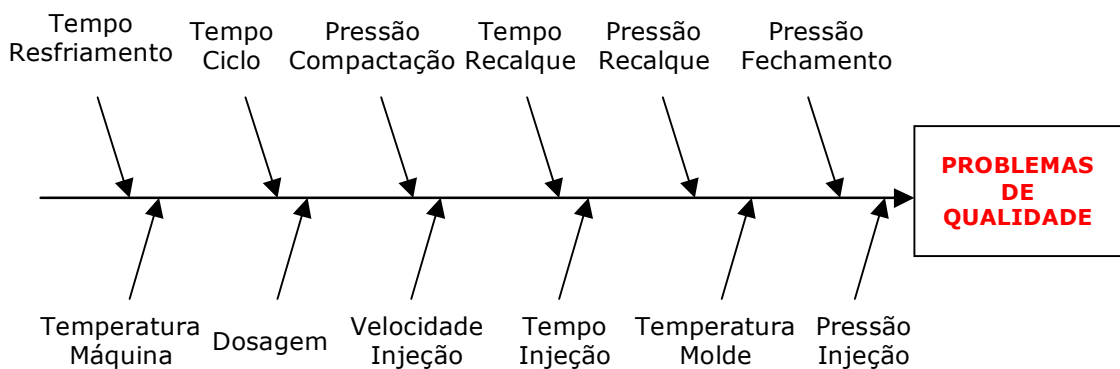 Tempo
Resfriamento
Tempo
Ciclo
Pressão
Compactação
Tempo
Recalque
Pressão
Recalque
Pressão
Fechamento
PROBLEMAS
DE
QUALIDADE
Temperatura
Máquina
Dosagem
Velocidade
Injeção
Tempo
Injeção
Temperatura
Molde
Pressão
Injeção